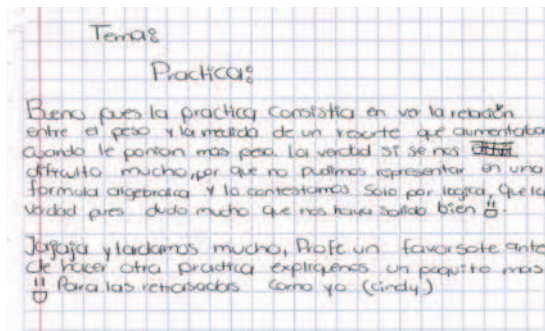 Tema:
Practica:
Bueno pues la practica consistia en ver la relación
entre el peso y la medida de un resorte que aumentaba
cuando le ponian mas peso. La verdad si se nos
dificulto mucho, por que no pudimos representar en una
formula algebraica y la contestamos solo por logica, que la
verdad pues dudo mucho que nos haya salido bien
Jajaja y tardamos mucho, Profe un favorsote ante
de hacer otra practica expliquenos un poquito mas
Para las retrasadas como yo (cindy)